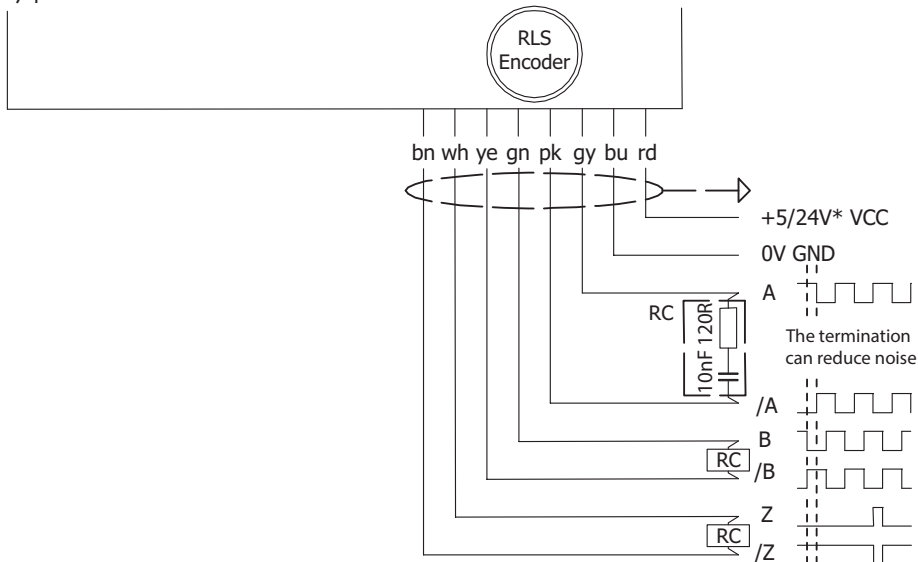 RLS
Encoder
bn wh ye gn pk gy bu rd
+5/24V* VCC
0V GND
A
RC
10nF 120R
The termination
can reduce noise
/A
B
RC
/B
Z
RC
/Z